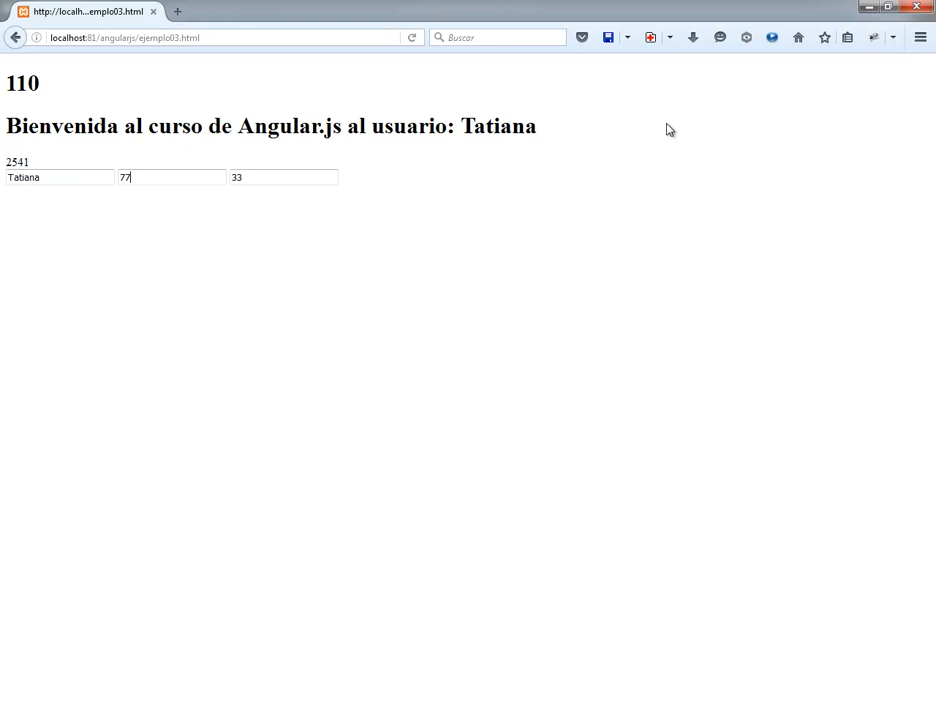 http://localh...emplo03.html
localhost:81/angularjs/ejemplo03.html
Buscar
110
Bienvenida al curso de Angular.js al usuario: Tatiana
2541
Tatiana 77 33